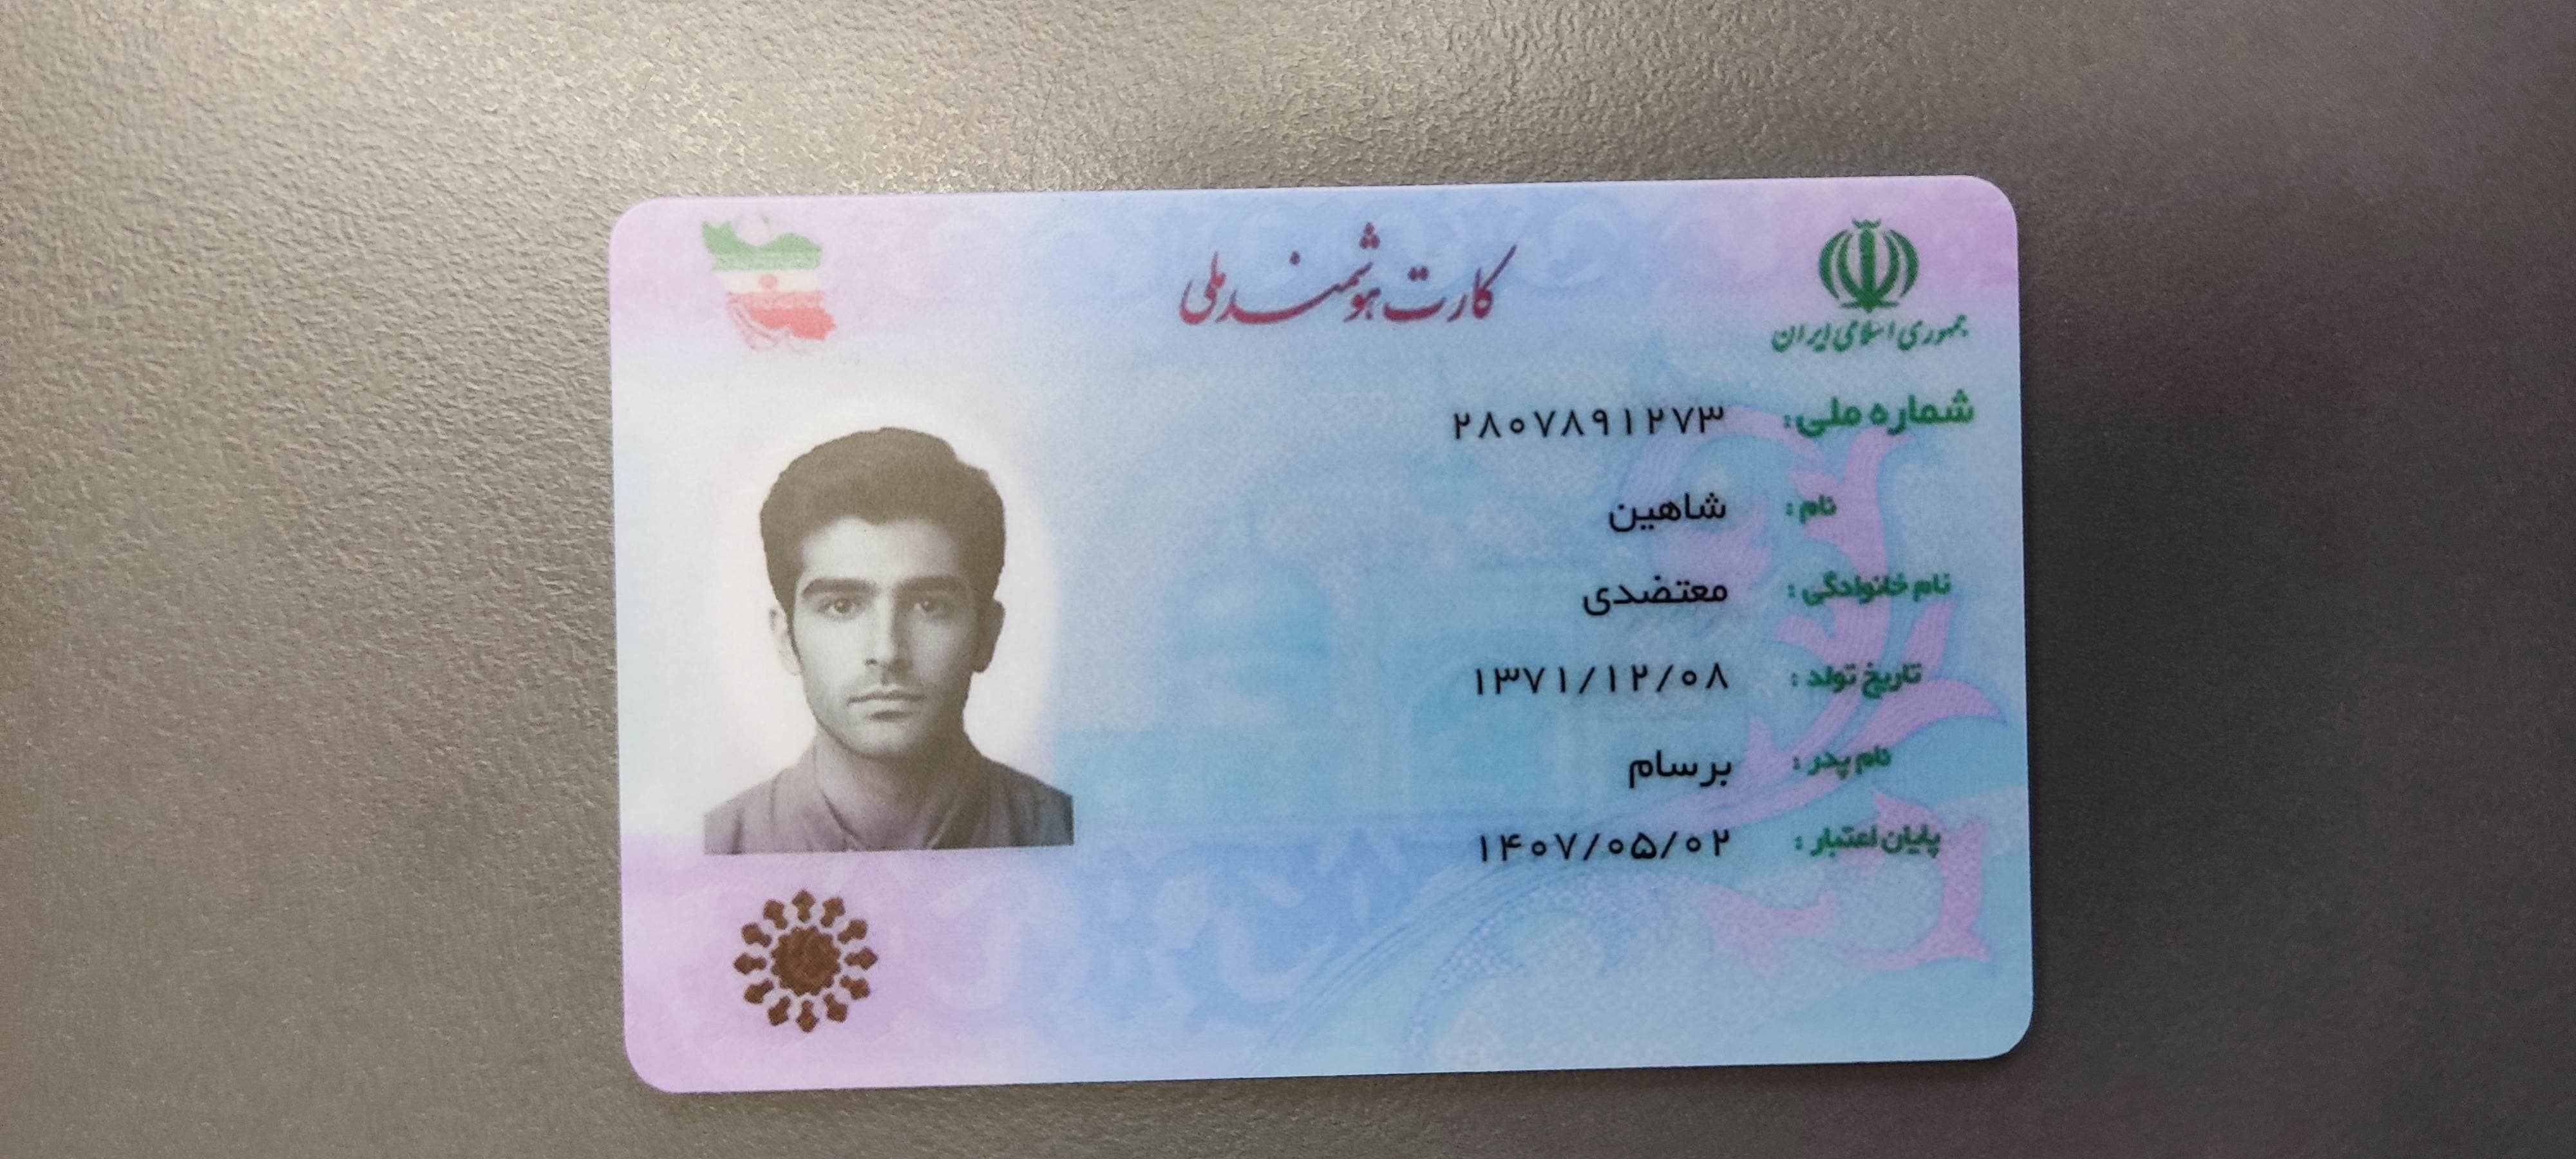 کارت هوشمند ملی
جمهوری اسلامی ایران
شماره ملی: ۲۸۰۷۸۹۱۲۷۳
نام: شاهین
نام خانوادگی: معتضدی
تاریخ تولد: ۱۳۷۱/۱۲/۰۸
نام پدر: برسام
پایان اعتبار: ۱۴۰۷/۰۵/۰۲